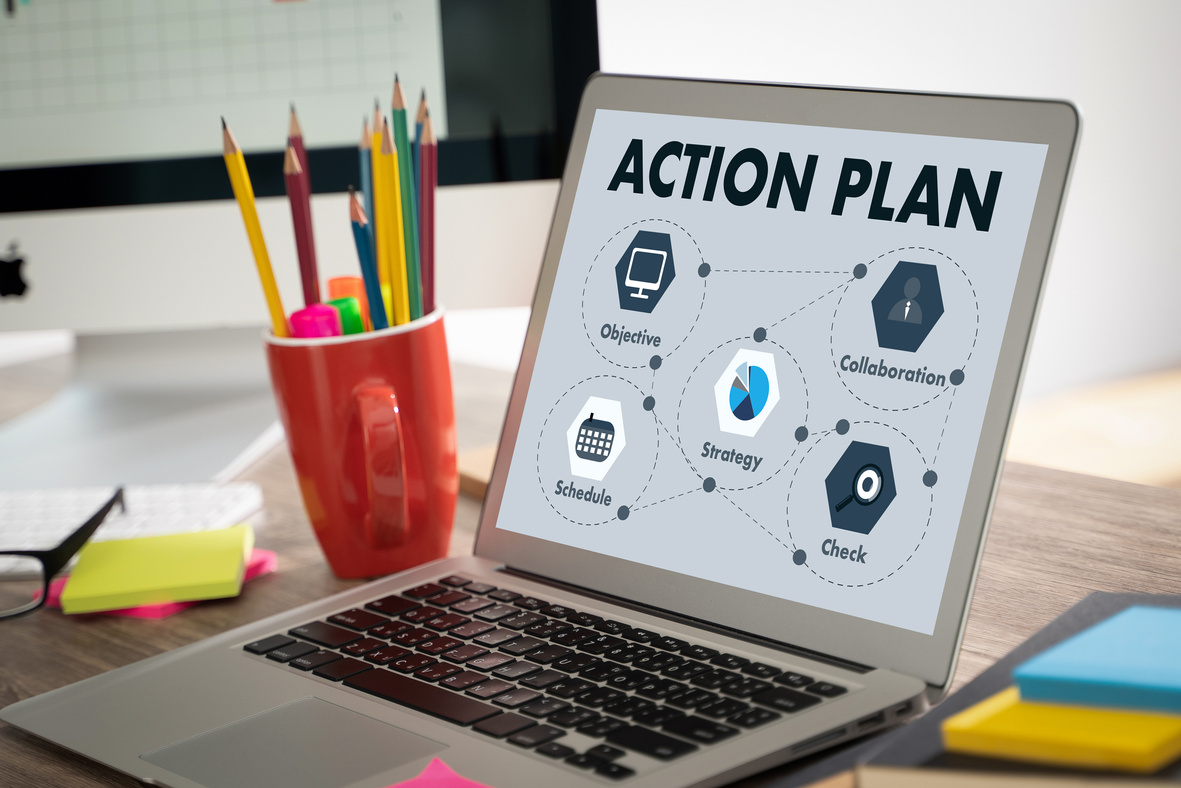 ACTION PLAN
Objective
Collaboration
Strategy
Schedule
Check